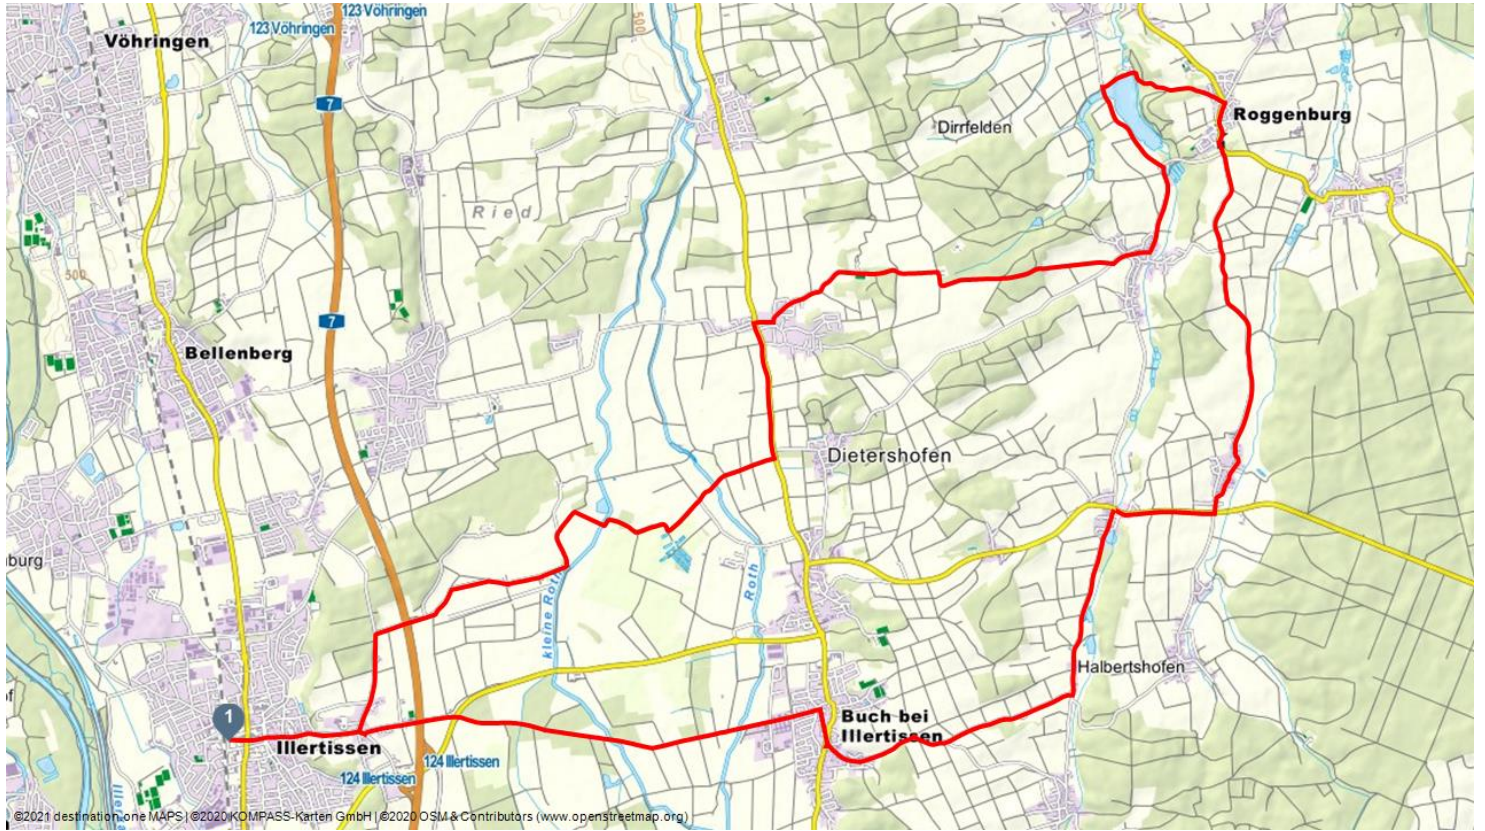 123 Vöhringen
123 Vöhringen
Vöhringen
7
Dirrfelden
Roggenburg
500
Ried
500
7
Bellenberg
Dietershofen
burg
kleine Roth
Roth
Halbertshofen
1
Buch bei
Illertissen
Illertissen
124 Illertissen
124 Illertissen
Iller
©2021 destination.one MAPS | ©2020 KOMPASS-Karten GmbH | ©2020 OSM & Contributors (www.openstreetmap.org)